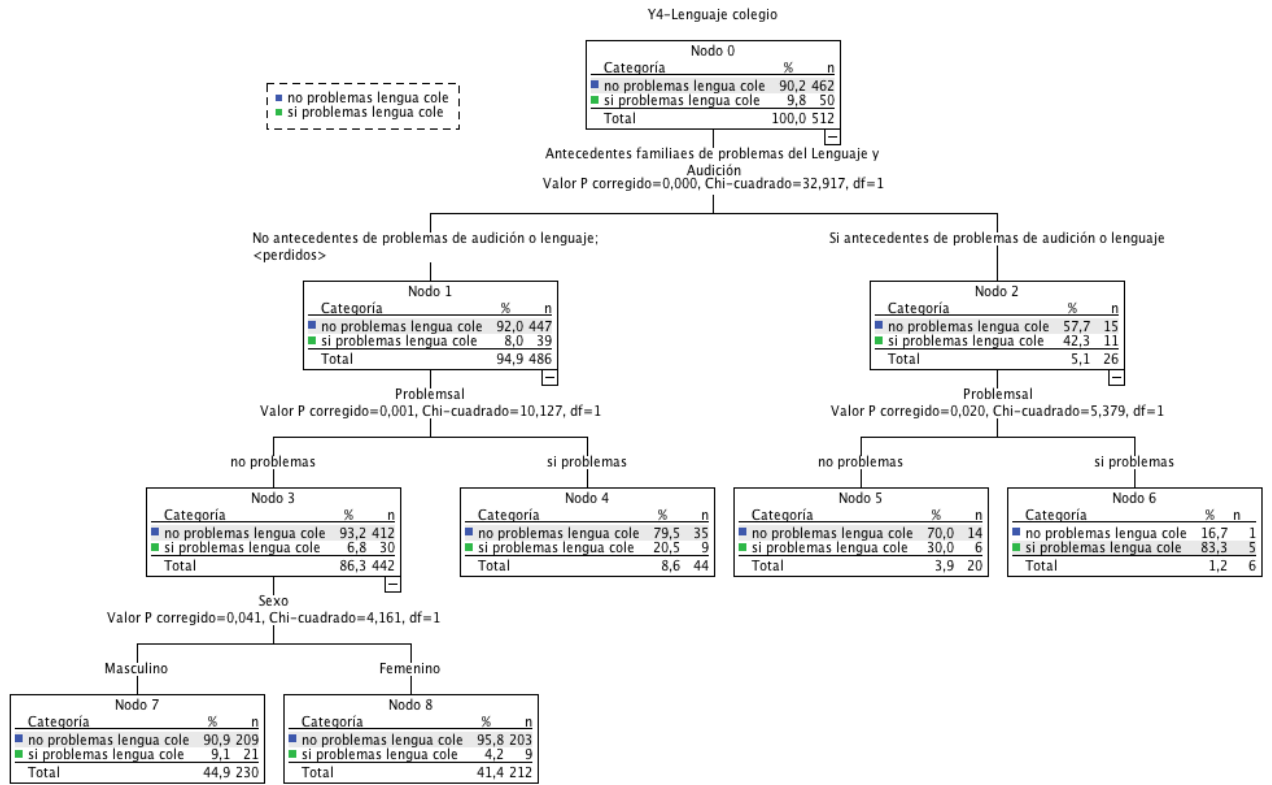 Y4-Lenguaje colegio
no problemas lengua cole
si problemas lengua cole
Nodo 0
Categoría % n
no problemas lengua cole 90,2 462
si problemas lengua cole 9,8 50
Total 100,0 512
Antecedentes familiaes de problemas del Lenguaje y
Audición
Valor P corregido=0,000, Chi-cuadrado=32,917, df=1
No antecedentes de problemas de audición o lenguaje;
<perdidos>
Si antecedentes de problemas de audición o lenguaje
Nodo 1
Categoría % n
no problemas lengua cole 92,0 447
si problemas lengua cole 8,0 39
Total 94,9 486
Nodo 2
Categoría % n
no problemas lengua cole 57,7 15
si problemas lengua cole 42,3 11
Total 5,1 26
Problemsal
Valor P corregido=0,001, Chi-cuadrado=10,127, df=1
Problemsal
Valor P corregido=0,020, Chi-cuadrado=5,379, df=1
no problemas
si problemas
no problemas
si problemas
Nodo 3
Categoría % n
no problemas lengua cole 93,2 412
si problemas lengua cole 6,8 30
Total 86,3 442
Nodo 4
Categoría % n
no problemas lengua cole 79,5 35
si problemas lengua cole 20,5 9
Total 8,6 44
Nodo 5
Categoría % n
no problemas lengua cole 70,0 14
si problemas lengua cole 30,0 6
Total 3,9 20
Nodo 6
Categoría % n
no problemas lengua cole 16,7 1
si problemas lengua cole 83,3 5
Total 1,2 6
Sexo
Valor P corregido=0,041, Chi-cuadrado=4,161, df=1
Masculino
Femenino
Nodo 7
Categoría % n
no problemas lengua cole 90,9 209
si problemas lengua cole 9,1 21
Total 44,9 230
Nodo 8
Categoría % n
no problemas lengua cole 95,8 203
si problemas lengua cole 4,2 9
Total 41,4 212